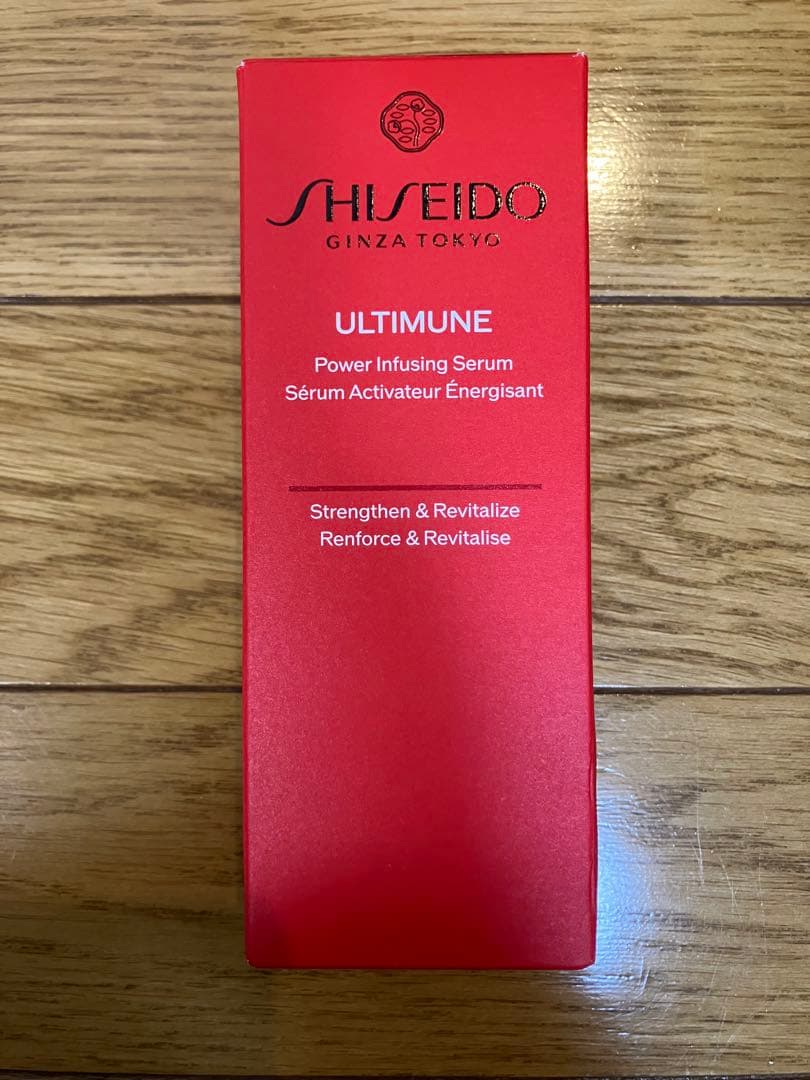 SHISEIDO
GINZA TOKYO
ULTIMUNE
Power Infusing Serum
Sérum Activateur Énergisant
Strengthen & Revitalize
Renforce & Revitalise